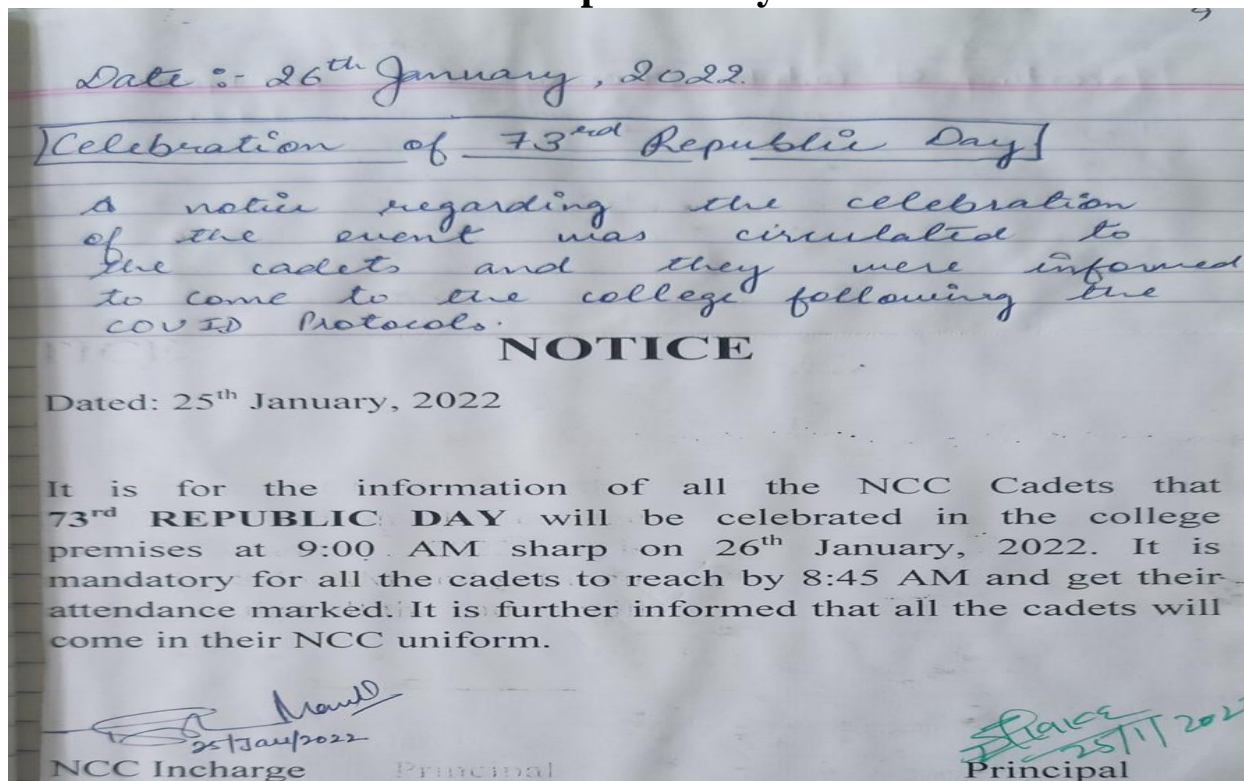 Date :- 26th January, 2022.
Celebration of 73rd Republic Day
A notice regarding the celebration
of the event was circulated to
the cadets and they were informed
to come to the college following the
COVID Protocols.
NOTICE
Dated: 25th January, 2022
It is for the information of all the NCC Cadets that
73rd REPUBLIC DAY will be celebrated in the college
premises at 9:00 AM sharp on 26th January, 2022. It is
mandatory for all the cadets to reach by 8:45 AM and get their
attendance marked. It is further informed that all the cadets will
come in their NCC uniform.
25/Jan/2022
25/1/2022
NCC Incharge Principal Principal